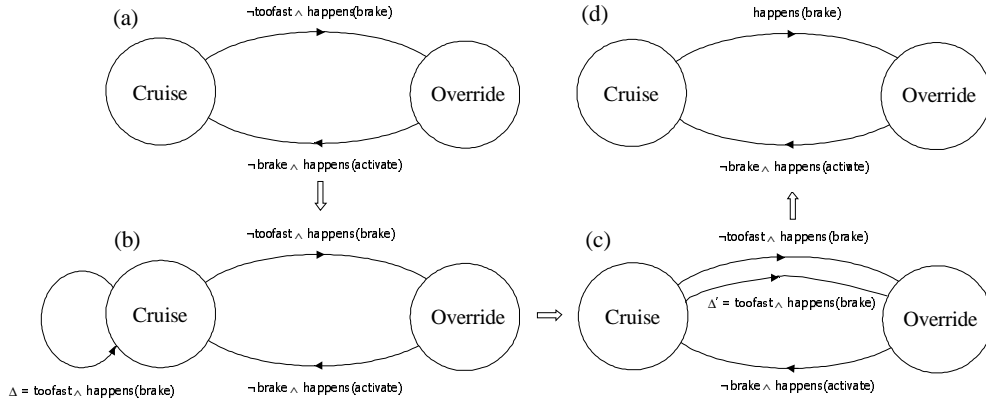 (a)
¬toofast ∧ happens(brake)
Cruise
Override
¬brake ∧ happens(activate)
(d)
happens(brake)
Cruise
Override
¬brake ∧ happens(activate)
(b)
¬toofast ∧ happens(brake)
Cruise
Override
Δ = toofast ∧ happens(brake)
¬brake ∧ happens(activate)
(c)
¬toofast ∧ happens(brake)
Δ' = toofast ∧ happens(brake)
Cruise
Override
¬brake ∧ happens(activate)